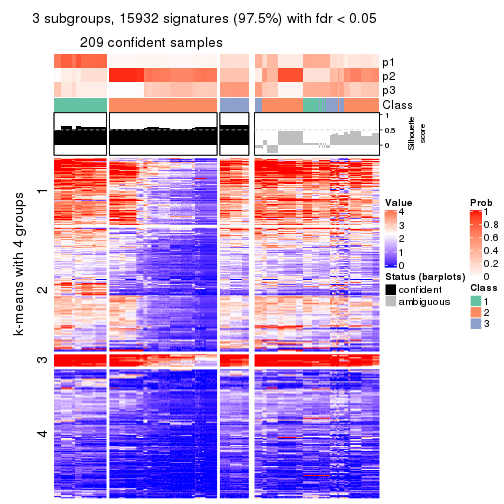 3 subgroups, 15932 signatures (97.5%) with fdr < 0.05
209 confident samples
p1
p2
p3
Class
1
0.5
0
Silhouette
score
k-means with 4 groups
1
2
3
4
Value
4
3
2
1
0
Status (barplots)
confident
ambiguous
Prob
1
0.8
0.6
0.4
0.2
0
Class
1
2
3